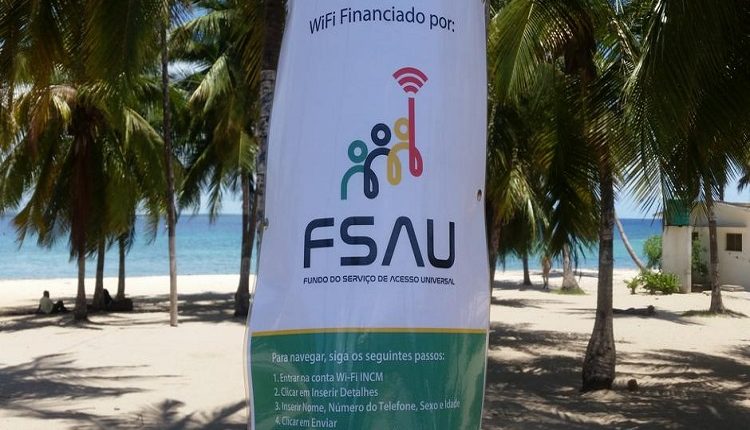 WiFi Financiado por:
FSAU
FUNDO DO SERVIÇO DE ACESSO UNIVERSAL
Para navegar, siga os seguintes passos:
1. Entrar na conta Wi-Fi INCM
2. Clicar em Inserir Detalhes
3. Inserir Nome, Número do Telefone, Sexo e Idade
4. Clicar em Enviar